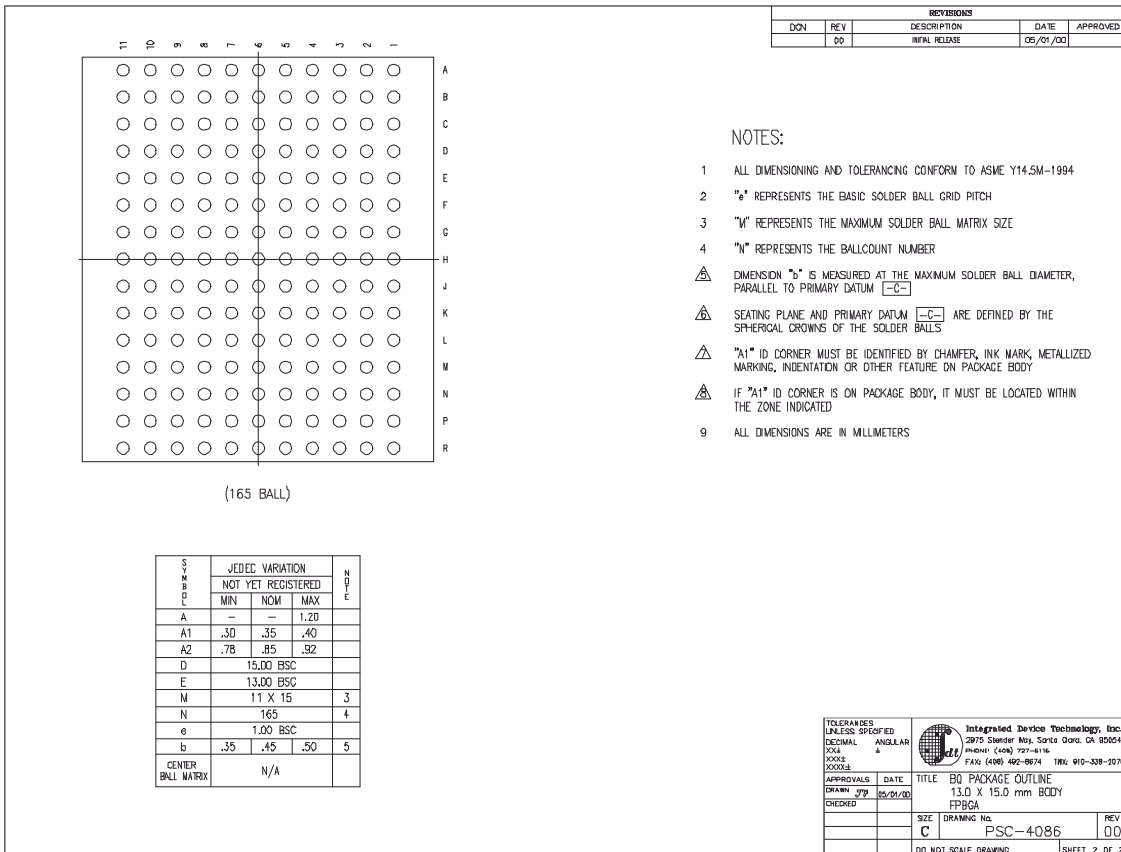 REVISIONS
DCN REV DESCRIPTION DATE APPROVED
00 INITIAL RELEASE 05/01/00
11 10 9 8 7 6 5 4 3 2 1
A
B
C
D
E
F
G
H
J
K
L
M
N
P
R
(165 BALL)
NOTES:
1 ALL DIMENSIONING AND TOLERANCING CONFORM TO ASME Y14.5M-1994
2 "e" REPRESENTS THE BASIC SOLDER BALL GRID PITCH
3 "M" REPRESENTS THE MAXIMUM SOLDER BALL MATRIX SIZE
4 "N" REPRESENTS THE BALLCOUNT NUMBER
5 DIMENSION "b" IS MEASURED AT THE MAXIMUM SOLDER BALL DIAMETER,
PARALLEL TO PRIMARY DATUM -C-
6 SEATING PLANE AND PRIMARY DATUM -C- ARE DEFINED BY THE
SPHERICAL CROWNS OF THE SOLDER BALLS
7 "A1" ID CORNER MUST BE IDENTIFIED BY CHAMFER, INK MARK, METALLIZED
MARKING, INDENTATION OR OTHER FEATURE ON PACKAGE BODY
8 IF "A1" ID CORNER IS ON PACKAGE BODY, IT MUST BE LOCATED WITHIN
THE ZONE INDICATED
9 ALL DIMENSIONS ARE IN MILLIMETERS
SYMBOL JEDEC VARIATION NOTE
NOT YET REGISTERED
MIN NOM MAX
A - - 1.20
A1 .30 .35 .40
A2 .78 .85 .92
D 15.00 BSC
E 13.00 BSC
M 11 X 15 3
N 165 4
e 1.00 BSC
b .35 .45 .50 5
CENTER
BALL MATRIX N/A
TOLERANCES
UNLESS SPECIFIED
DECIMAL ANGULAR
XX± ±
XXX±
XXXX±
idt
Integrated Device Technology, Inc.
2975 Stender Way, Santa Clara, CA 95054
PHONE: (408) 727-6116
FAX: (408) 492-8674 TWX: 910-338-2070
APPROVALS DATE
DRAWN 05/01/00
CHECKED
TITLE BQ PACKAGE OUTLINE
13.0 X 15.0 mm BODY
FPBGA
SIZE DRAWING No. REV
C PSC-4086 00
DO NOT SCALE DRAWING SHEET 2 OF 2